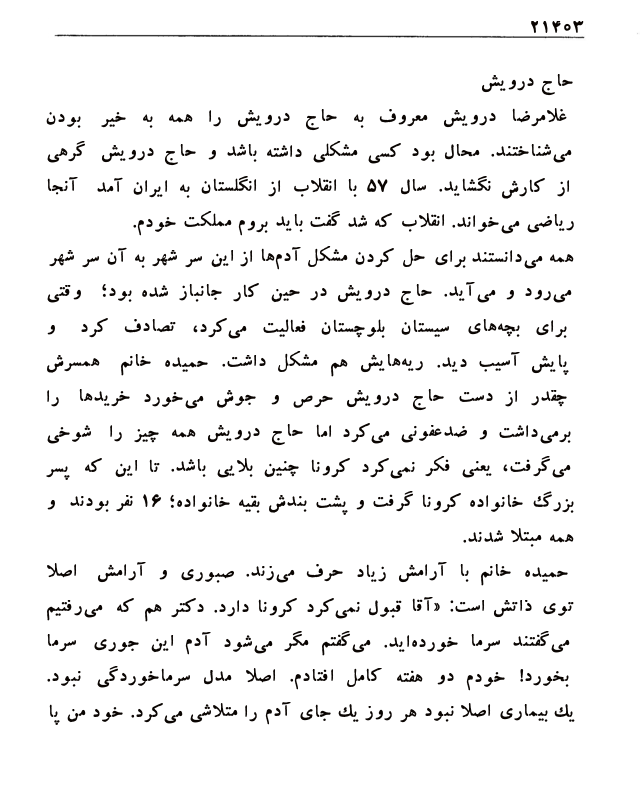 ۲۱۴۰۳
حاج درویش
غلامرضا درویش معروف به حاج درویش را همه به خیر بودن
می‌شناختند. محال بود کسی مشکلی داشته باشد و حاج درویش گرهی
از کارش نگشاید. سال ۵۷ با انقلاب از انگلستان به ایران آمد آنجا
ریاضی می‌خواند. انقلاب که شد گفت باید بروم مملکت خودم.
همه می‌دانستند برای حل کردن مشکل آدم‌ها از این سر شهر به آن سر شهر
می‌رود و می‌آید. حاج درویش در حین کار جانباز شده بود؛ وقتی
برای بچه‌های سیستان بلوچستان فعالیت می‌کرد، تصادف کرد و
پایش آسیب دید. ریه‌هایش هم مشکل داشت. حمیده خانم همسرش
چقدر از دست حاج درویش حرص و جوش می‌خورد خریدها را
برمی‌داشت و ضدعفونی می‌کرد اما حاج درویش همه چیز را شوخی
می‌گرفت، یعنی فکر نمی‌کرد کرونا چنین بلایی باشد. تا این که پسر
بزرگ خانواده کرونا گرفت و پشت بندش بقیه خانواده؛ ۱۶ نفر بودند و
همه مبتلا شدند.
حمیده خانم با آرامش زیاد حرف می‌زند. صبوری و آرامش اصلا
توی ذاتش است: «آقا قبول نمی‌کرد کرونا دارد. دکتر هم که می‌رفتیم
می‌گفتند سرما خورده‌اید. می‌گفتم مگر می‌شود آدم این جوری سرما
بخورد! خودم دو هفته کامل افتادم. اصلا مدل سرماخوردگی نبود.
یك بیماری اصلا نبود هر روز یك جای آدم را متلاشی می‌کرد. خود من پا